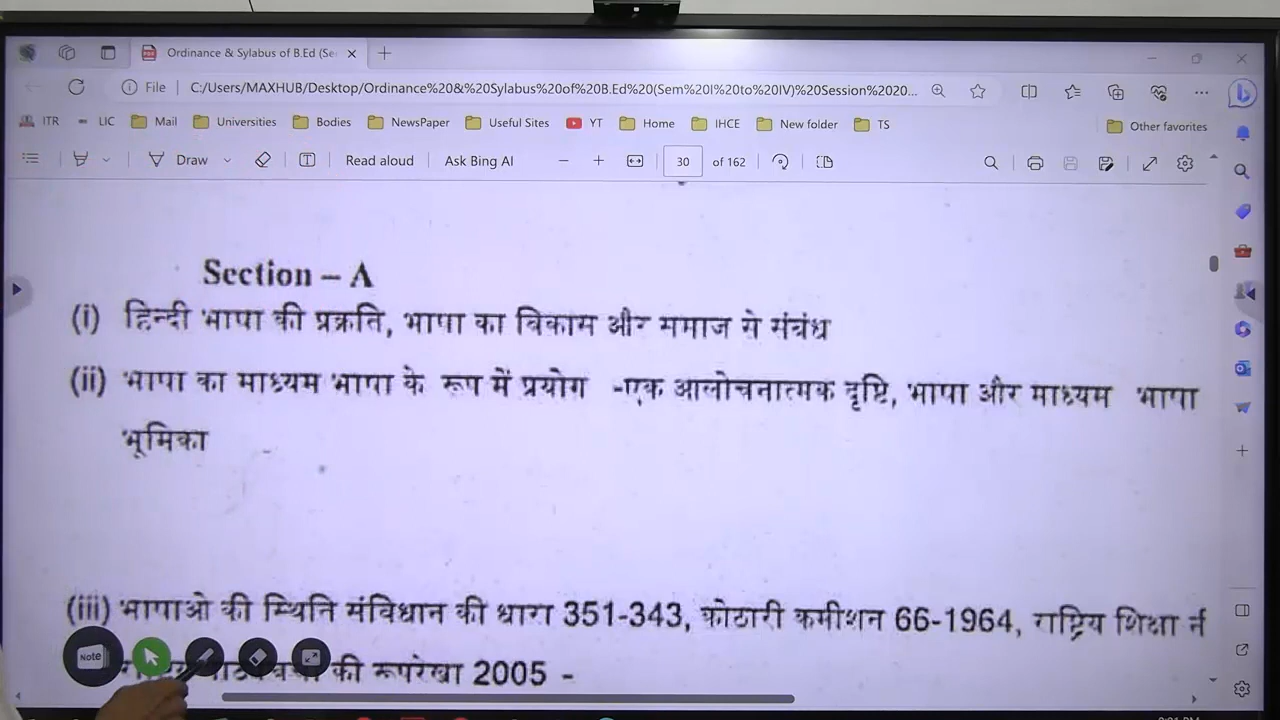 Ordinance & Sylabus of B.Ed (Se
File C:/Users/MAXHUB/Desktop/Ordinance%20&%20Sylabus%20of%20B.Ed%20(Sem%20I%20to%20IV)%20Session%2020...
ITR LIC Mail Universities Bodies NewsPaper Useful Sites YT Home IHCE New folder TS Other favorites
Draw Read aloud Ask Bing AI 30 of 162
Section – A
(i) हिन्दी भाषा की प्रक्रति, भाषा का विकास और समाज से संबंध
(ii) भाषा का माध्यम भाषा के रूप में प्रयोग -एक आलोचनात्मक दृष्टि, भाषा और माध्यम भाषा
भूमिका
(iii) भाषाओ की स्थिति संविधान की धारा 351-343, कोठारी कमीशन 66-1964, राष्ट्रिय शिक्षा
Note की रूपरेखा 2005 -